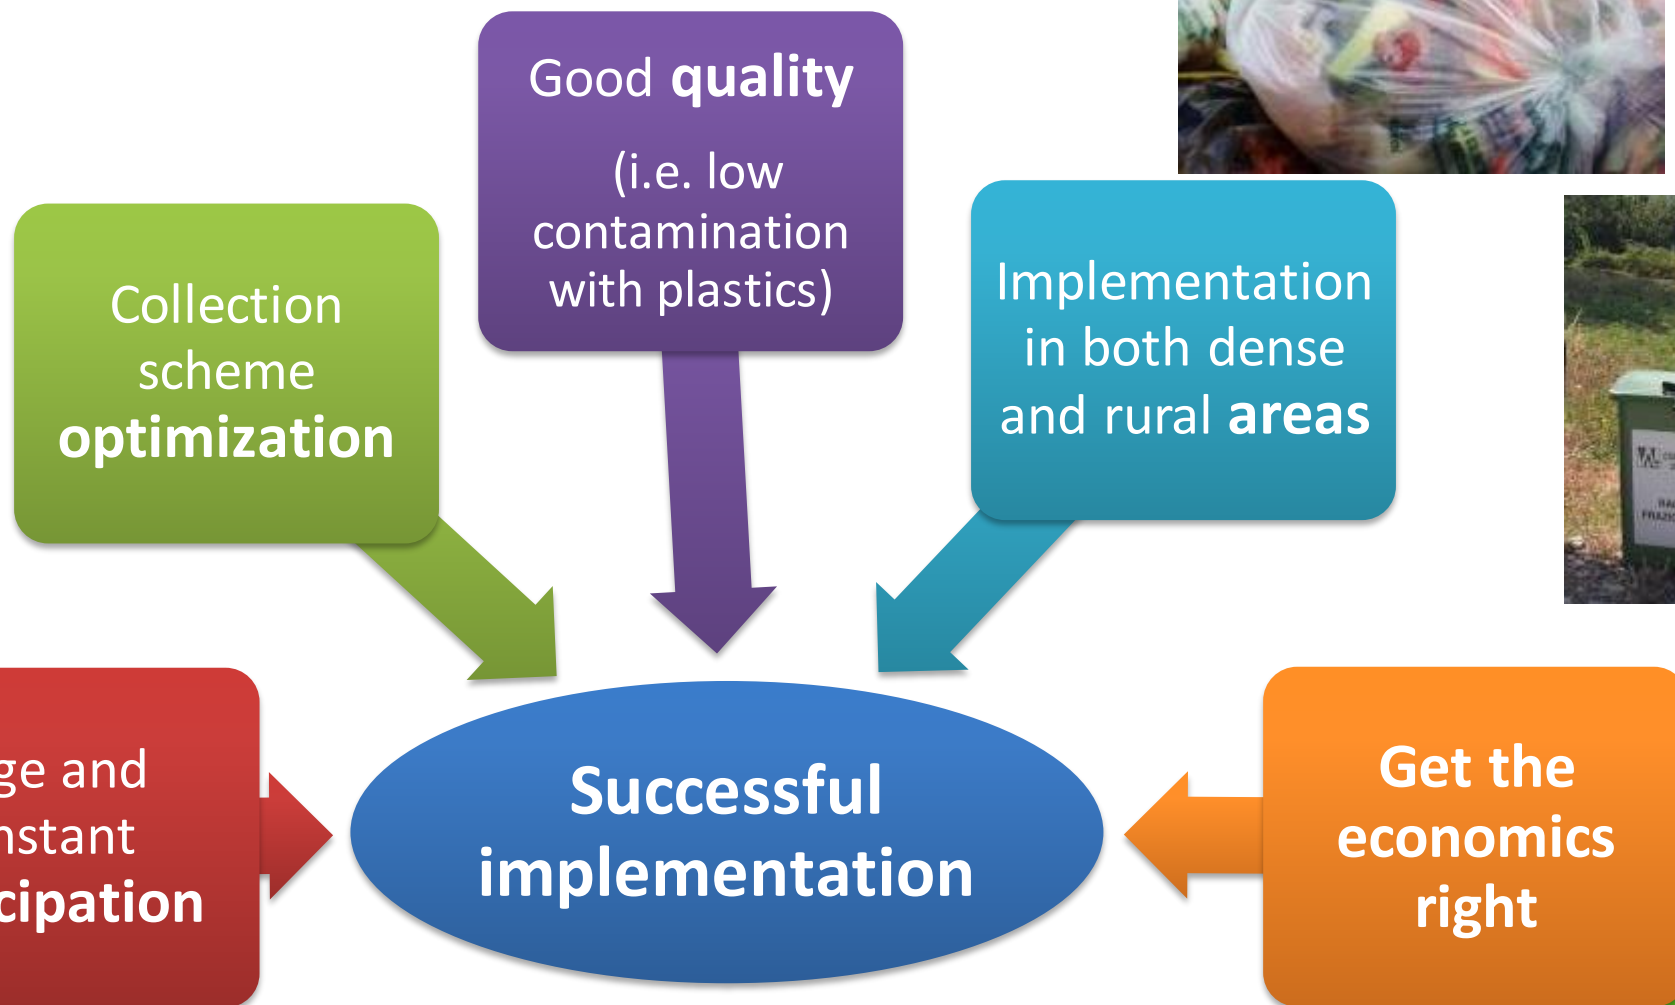 Good quality
(i.e. low
contamination
with plastics)
Collection
scheme
optimization
Implementation
in both dense
and rural areas
ge and
nstant
cipation
Successful
implementation
Get the
economics
right